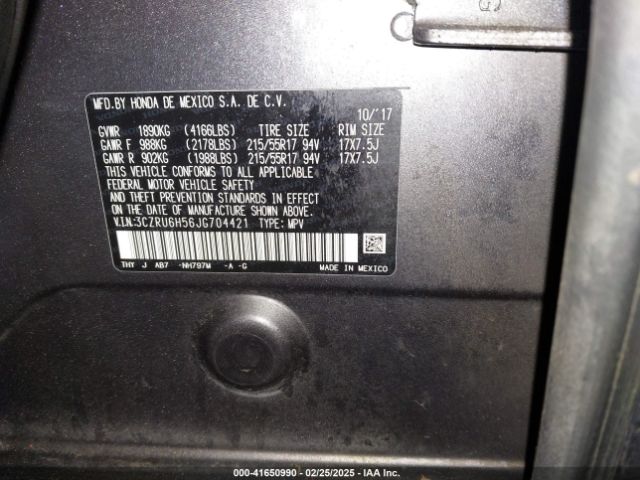 MFD.BY HONDA DE MEXICO S.A. DE C.V.
10/'17
GVWR 1890KG (4166LBS) TIRE SIZE RIM SIZE
GAWR F 988KG (2178LBS) 215/55R17 94V 17X7.5J
GAWR R 902KG (1988LBS) 215/55R17 94V 17X7.5J
THIS VEHICLE CONFORMS TO ALL APPLICABLE
FEDERAL MOTOR VEHICLE SAFETY
AND THEFT PREVENTION STANDARDS IN EFFECT
ON THE DATE OF MANUFACTURE SHOWN ABOVE.
V.I.N.:3CZRU6H56JG704421 TYPE: MPV
THY J AB7 -NH797M -A -G MADE IN MEXICO
000-41650990 - 02/25/2025 - IAA Inc.